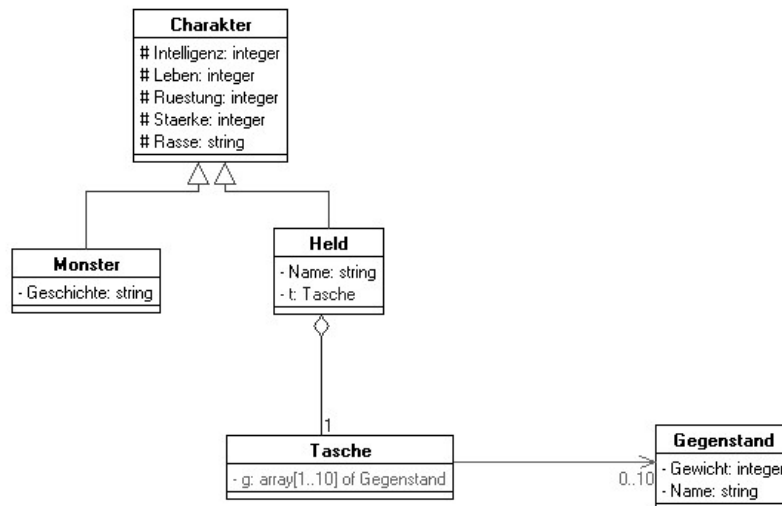 Charakter
# Intelligenz: integer
# Leben: integer
# Ruestung: integer
# Staerke: integer
# Rasse: string
Monster
- Geschichte: string
Held
- Name: string
- t: Tasche
1
Tasche
- g: array[1..10] of Gegenstand
0..10
Gegenstand
- Gewicht: integer
- Name: string